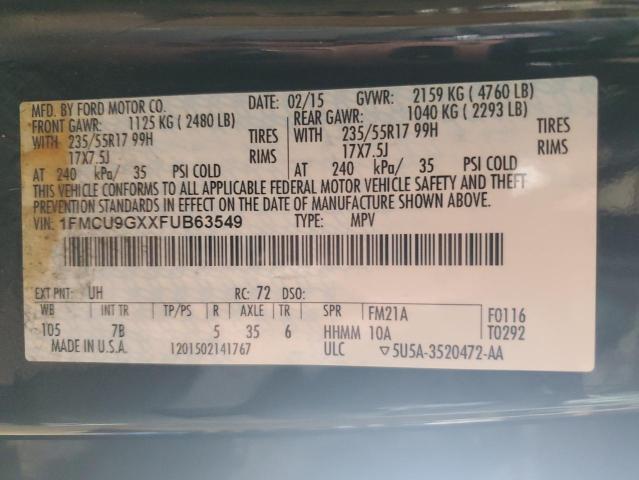 MFD. BY FORD MOTOR CO. DATE: 02/15 GVWR: 2159 KG ( 4760 LB)
FRONT GAWR: 1125 KG ( 2480 LB) REAR GAWR: 1040 KG ( 2293 LB)
WITH 235/55R17 99H TIRES WITH 235/55R17 99H TIRES
17X7.5J RIMS 17X7.5J RIMS
AT 240 kPa/ 35 PSI COLD AT 240 kPa/ 35 PSI COLD
THIS VEHICLE CONFORMS TO ALL APPLICABLE FEDERAL MOTOR VEHICLE SAFETY AND THEFT
PREVENTION STANDARDS IN EFFECT ON THE DATE OF MANUFACTURE SHOWN ABOVE.
VIN: 1FMCU9GXXFUB63549 TYPE: MPV
EXT PNT: UH RC: 72 DSO:
WB INT TR TP/PS R AXLE TR SPR FM21A F0116
105 7B 5 35 6 HHMM 10A T0292
MADE IN U.S.A. 1201502141767 ULC ▽5U5A-3520472-AA